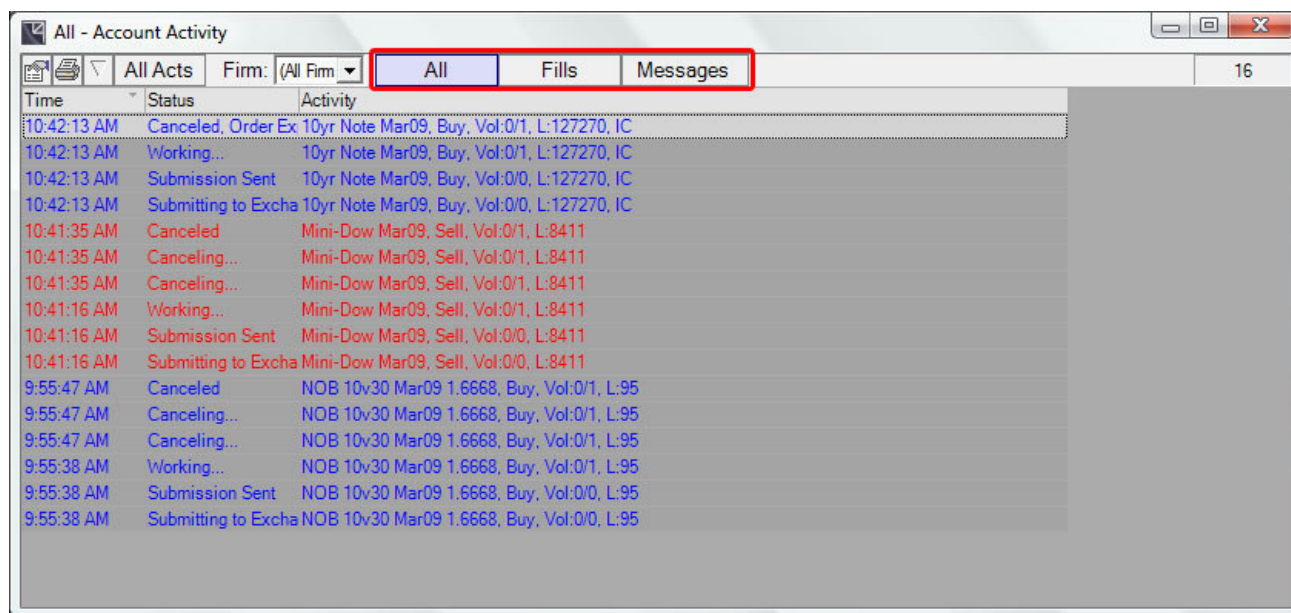 All - Account Activity
All Acts Firm: (All Firm All Fills Messages 16
Time Status Activity
10:42:13 AM Canceled, Order Ex 10yr Note Mar09, Buy, Vol:0/1, L:127270, IC
10:42:13 AM Working... 10yr Note Mar09, Buy, Vol:0/1, L:127270, IC
10:42:13 AM Submission Sent 10yr Note Mar09, Buy, Vol:0/0, L:127270, IC
10:42:13 AM Submitting to Excha 10yr Note Mar09, Buy, Vol:0/0, L:127270, IC
10:41:35 AM Canceled Mini-Dow Mar09, Sell, Vol:0/1, L:8411
10:41:35 AM Canceling... Mini-Dow Mar09, Sell, Vol:0/1, L:8411
10:41:35 AM Canceling... Mini-Dow Mar09, Sell, Vol:0/1, L:8411
10:41:16 AM Working... Mini-Dow Mar09, Sell, Vol:0/1, L:8411
10:41:16 AM Submission Sent Mini-Dow Mar09, Sell, Vol:0/0, L:8411
10:41:16 AM Submitting to Excha Mini-Dow Mar09, Sell, Vol:0/0, L:8411
9:55:47 AM Canceled NOB 10v30 Mar09 1.6668, Buy, Vol:0/1, L:95
9:55:47 AM Canceling... NOB 10v30 Mar09 1.6668, Buy, Vol:0/1, L:95
9:55:47 AM Canceling... NOB 10v30 Mar09 1.6668, Buy, Vol:0/1, L:95
9:55:38 AM Working... NOB 10v30 Mar09 1.6668, Buy, Vol:0/1, L:95
9:55:38 AM Submission Sent NOB 10v30 Mar09 1.6668, Buy, Vol:0/0, L:95
9:55:38 AM Submitting to Excha NOB 10v30 Mar09 1.6668, Buy, Vol:0/0, L:95